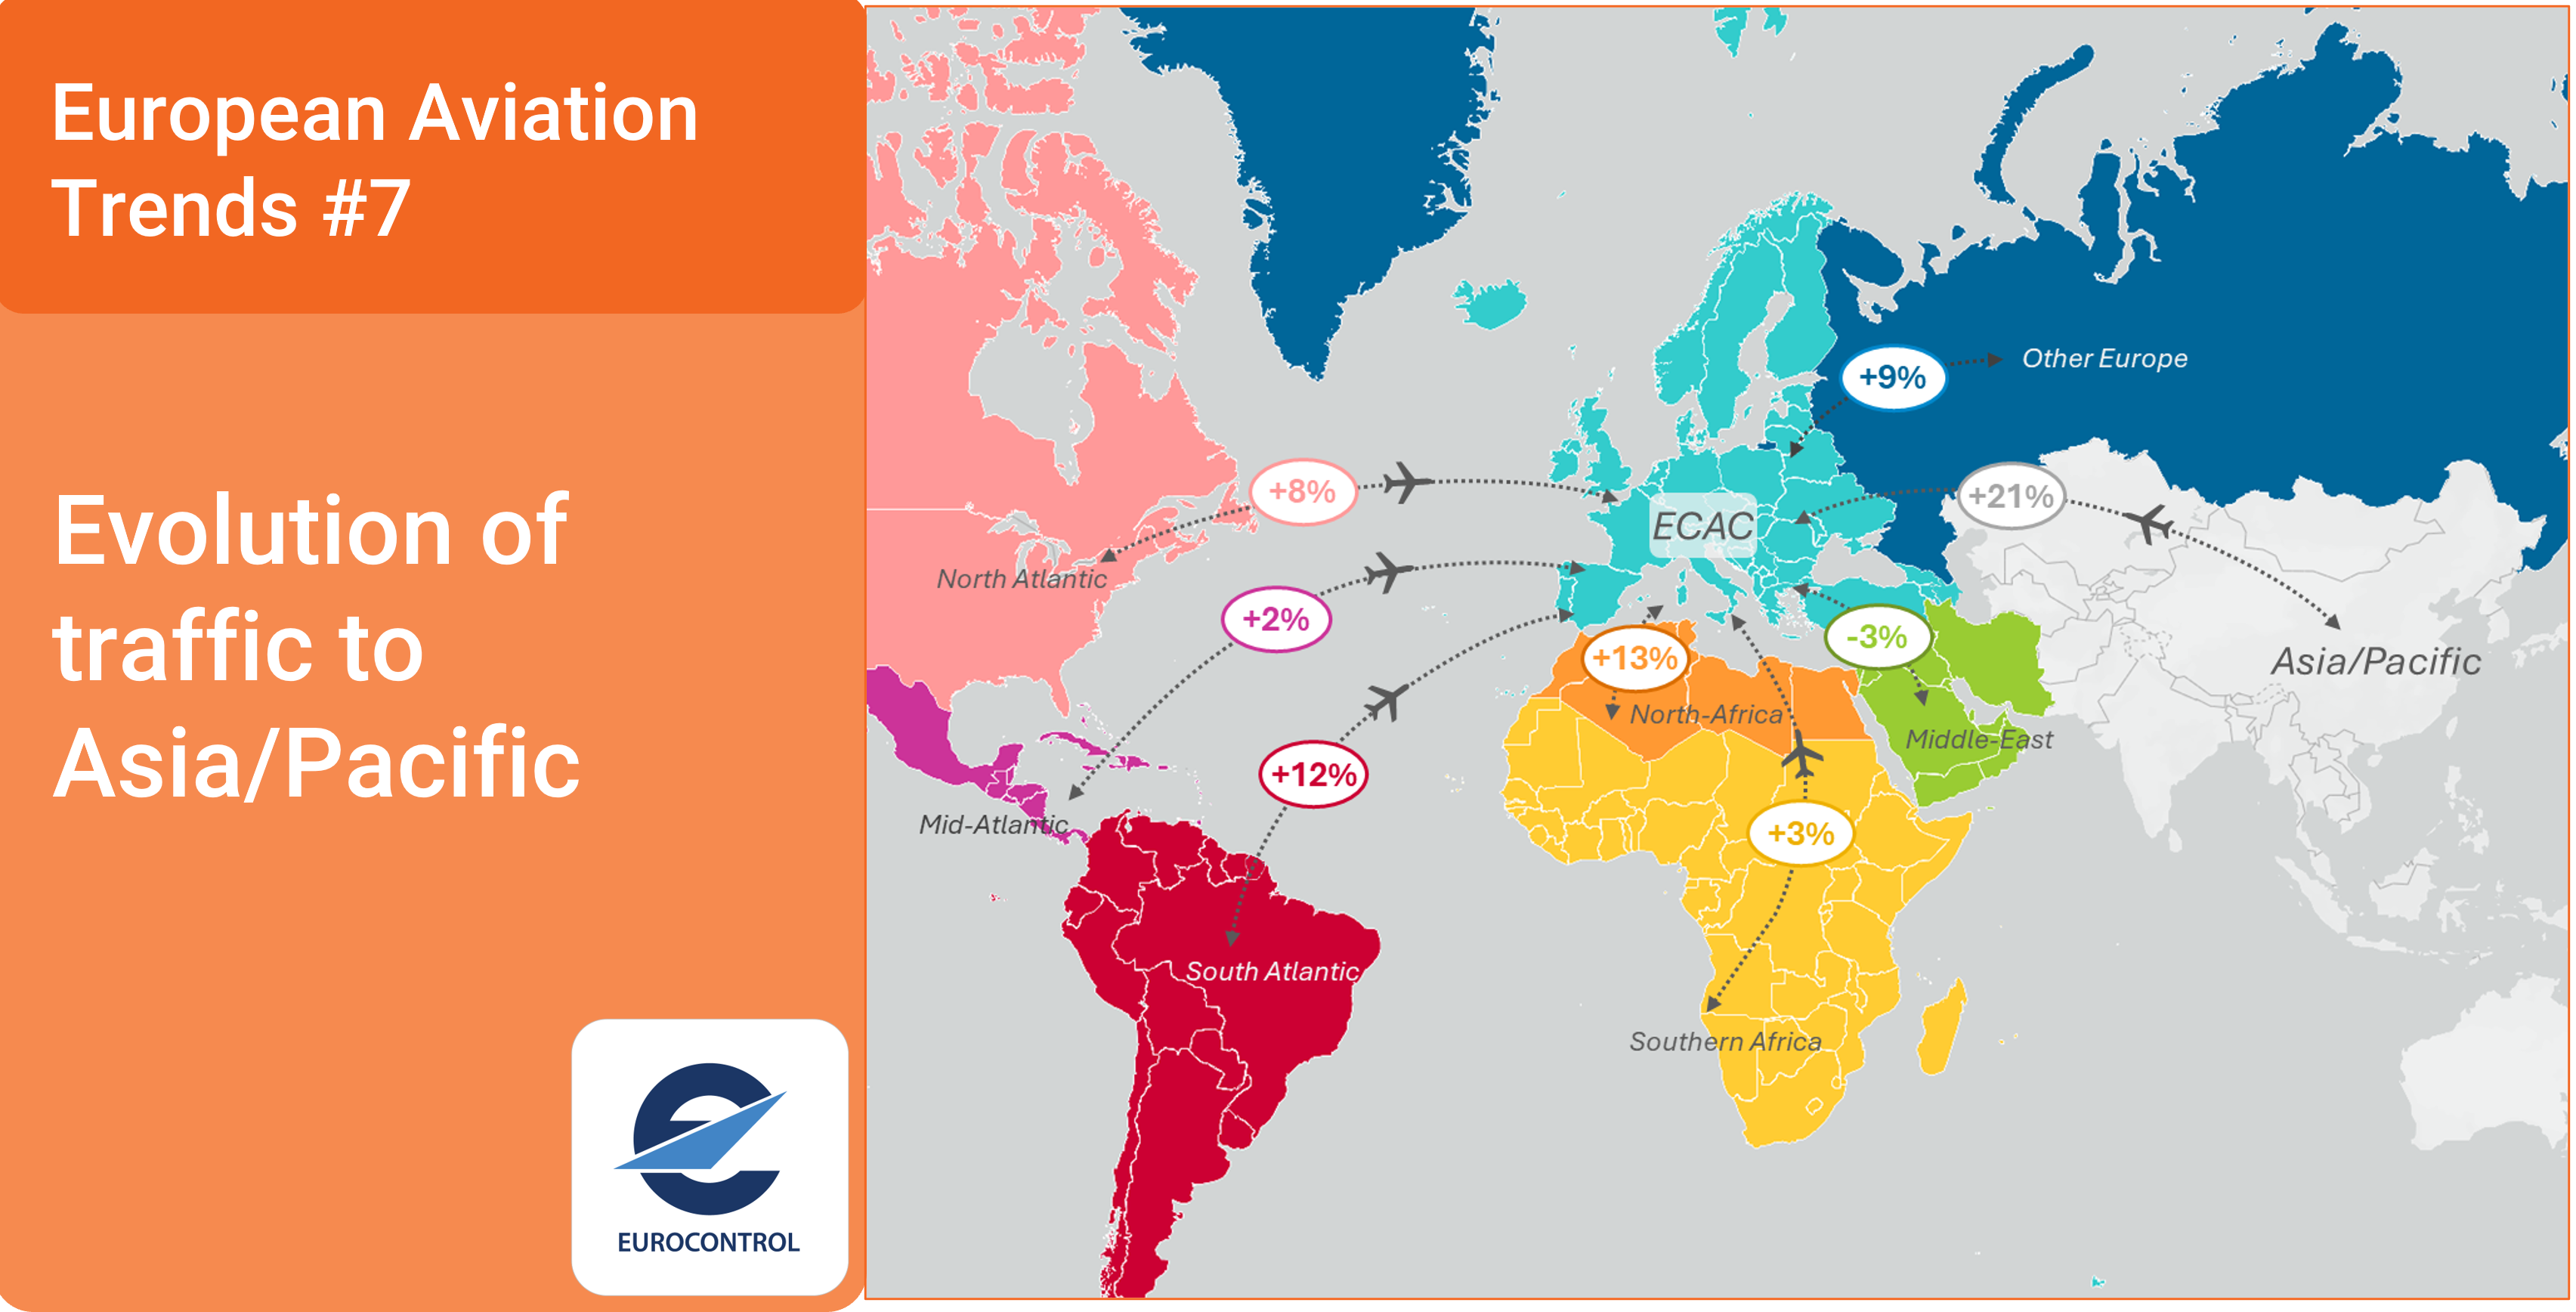 European Aviation
Trends #7
Evolution of
traffic to
Asia/Pacific
EUROCONTROL
+9%
Other Europe
+8%
+21%
ECAC
North Atlantic
+2%
-3%
+13%
Asia/Pacific
North-Africa
Middle-East
+12%
Mid-Atlantic
+3%
South Atlantic
Southern Africa